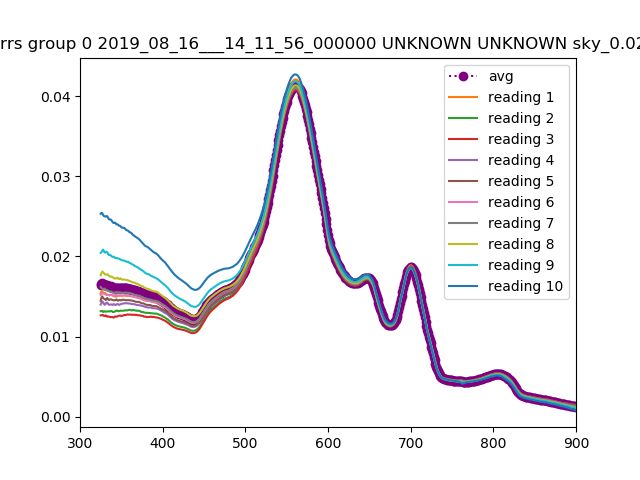 rrs group 0 2019_08_16___14_11_56_000000 UNKNOWN UNKNOWN sky_0.02
avg
reading 1
reading 2
reading 3
reading 4
reading 5
reading 6
reading 7
reading 8
reading 9
reading 10
0.04
0.03
0.02
0.01
0.00
300 400 500 600 700 800 900